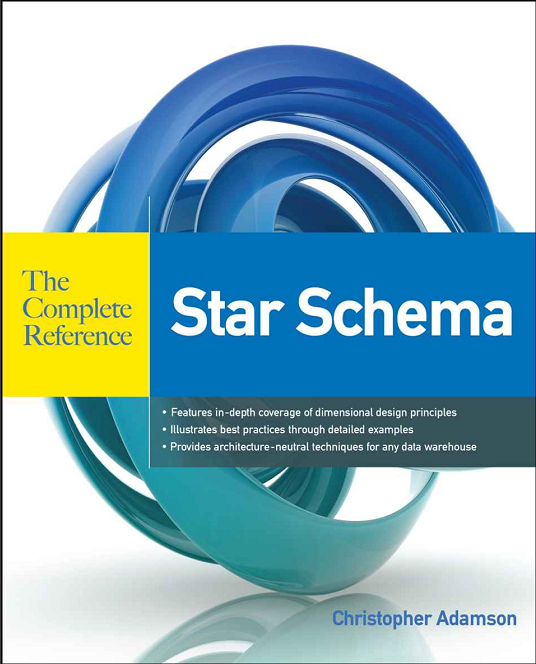 The
Complete
Reference
Star Schema
• Features in-depth coverage of dimensional design principles
• Illustrates best practices through detailed examples
• Provides architecture-neutral techniques for any data warehouse
Christopher Adamson